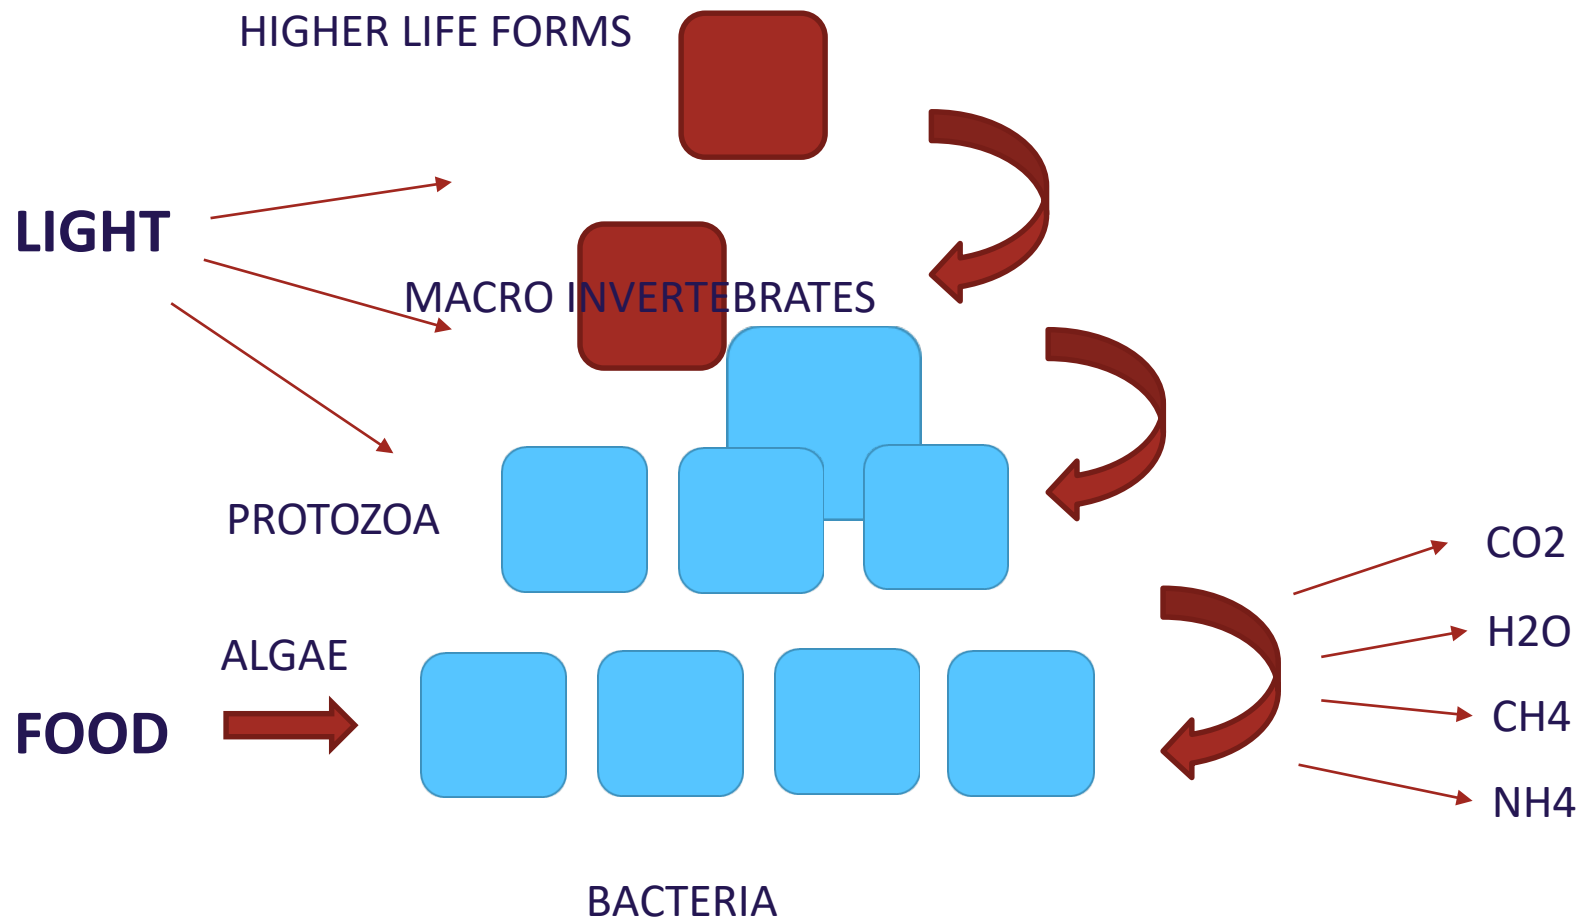 HIGHER LIFE FORMS
LIGHT
MACRO INVERTEBRATES
PROTOZOA
CO2
H2O
ALGAE
FOOD
CH4
NH4
BACTERIA